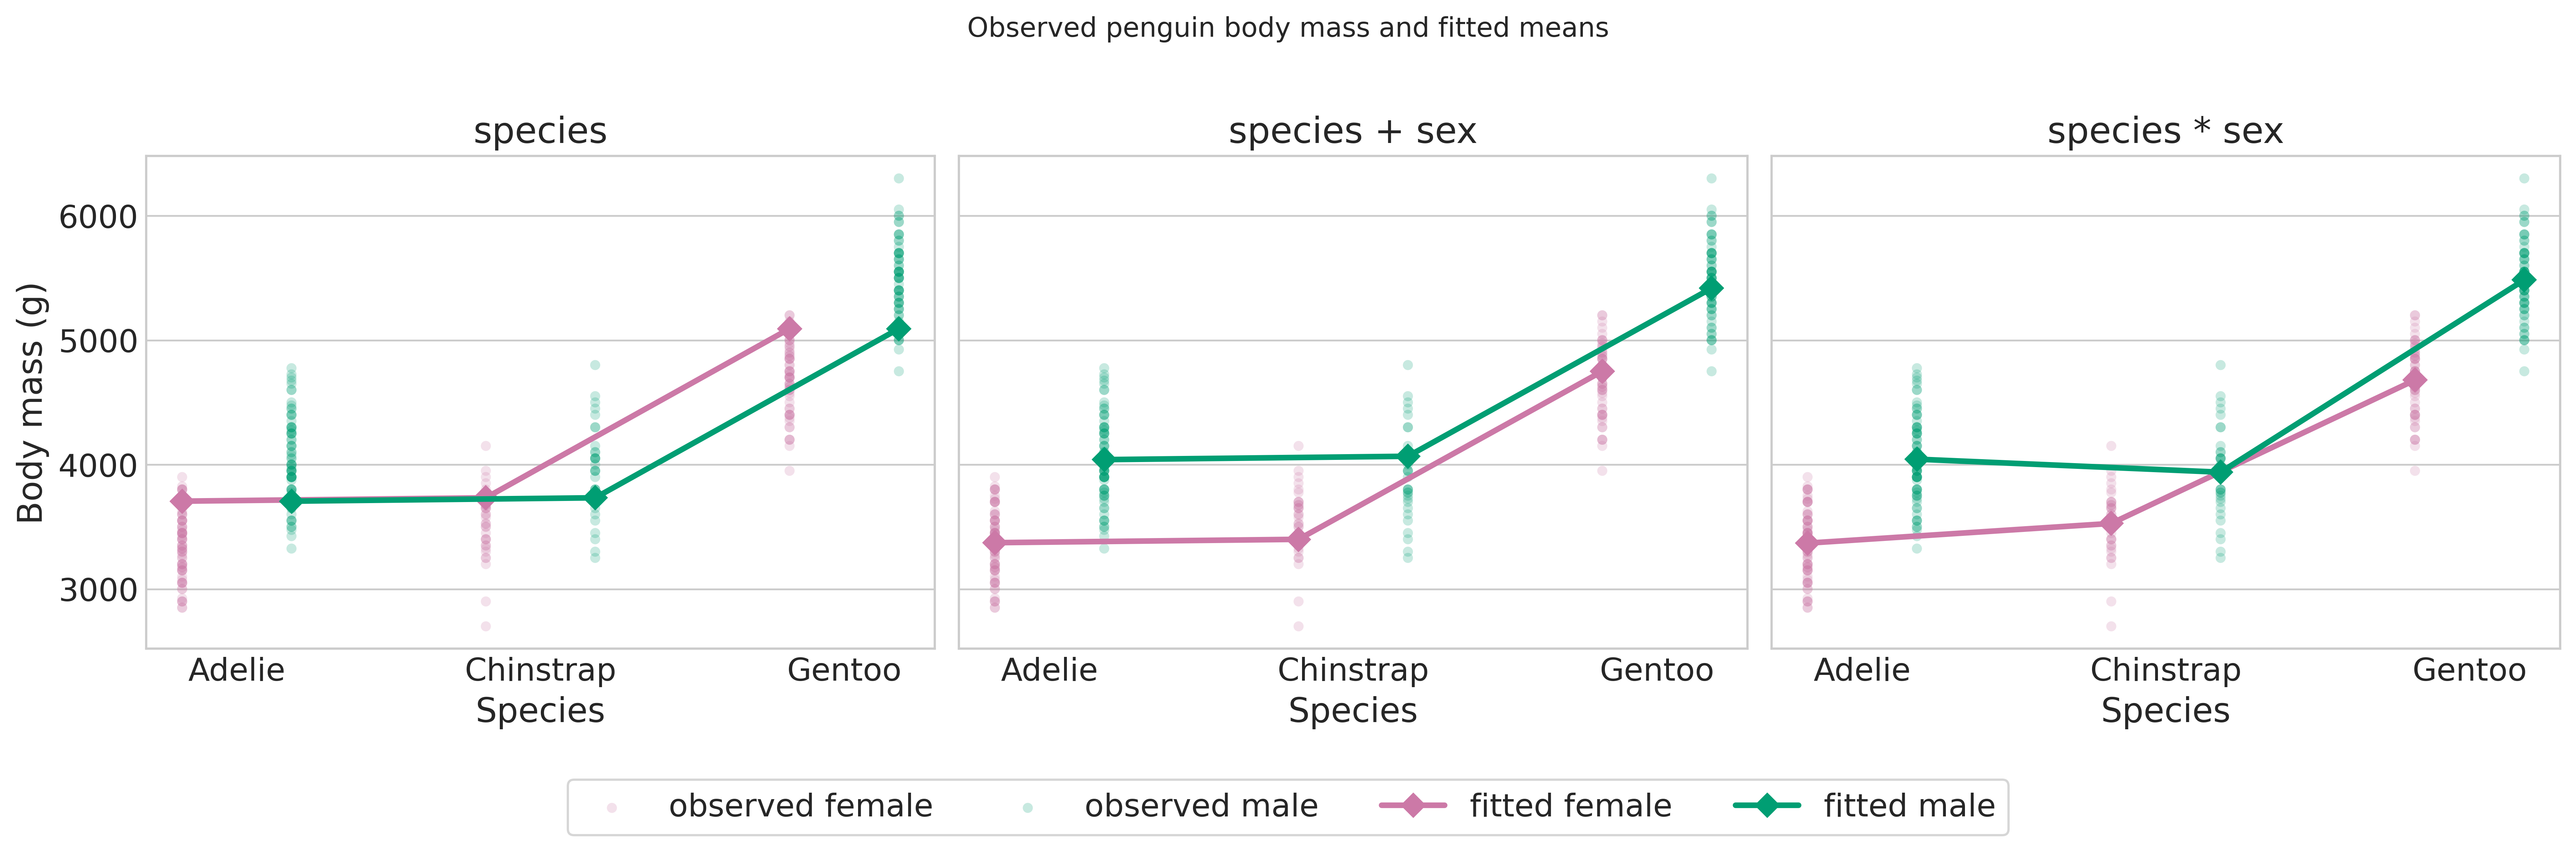 Observed penguin body mass and fitted means
species
species + sex
species * sex
Body mass (g)
6000
5000
4000
3000
Adelie Chinstrap Gentoo
Adelie Chinstrap Gentoo
Adelie Chinstrap Gentoo
Species
Species
Species
observed female observed male fitted female fitted male